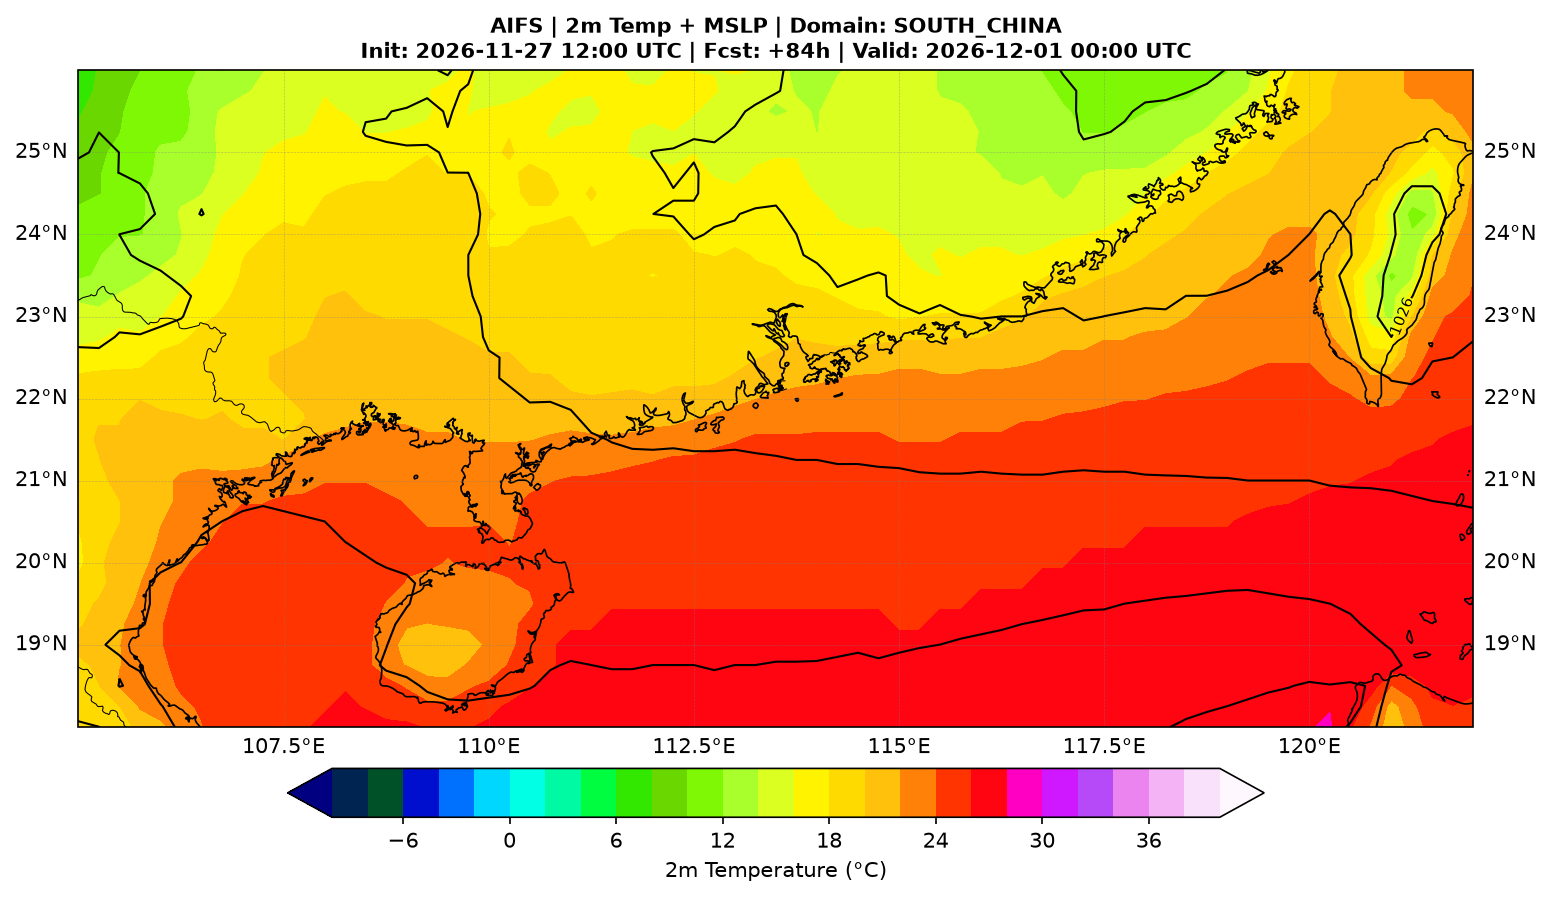 AIFS | 2m Temp + MSLP | Domain: SOUTH_CHINA
Init: 2026-11-27 12:00 UTC | Fcst: +84h | Valid: 2026-12-01 00:00 UTC
25°N 25°N
24°N 24°N
23°N 23°N
1026
22°N 22°N
21°N 21°N
20°N 20°N
19°N 19°N
107.5°E 110°E 112.5°E 115°E 117.5°E 120°E
−6 0 6 12 18 24 30 36
2m Temperature (°C)